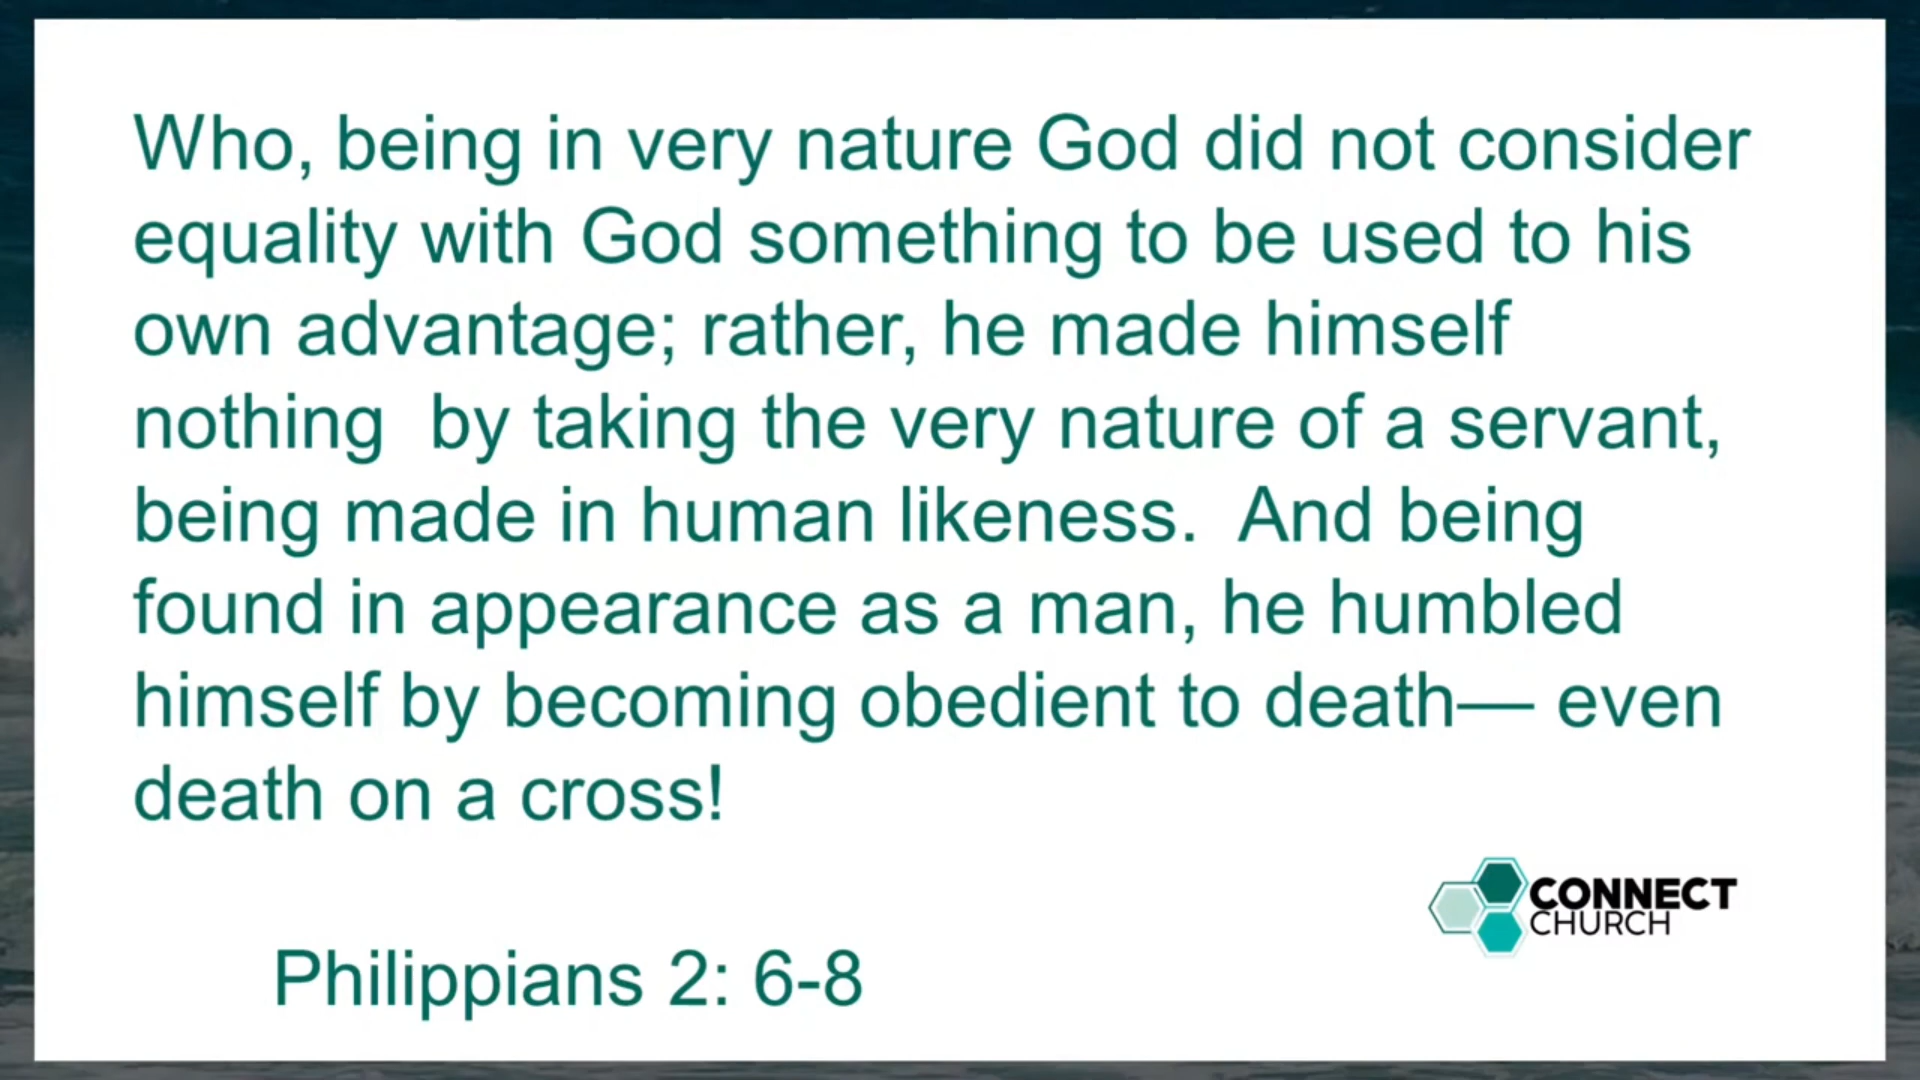 Who, being in very nature God did not consider
equality with God something to be used to his
own advantage; rather, he made himself
nothing  by taking the very nature of a servant,
being made in human likeness.  And being
found in appearance as a man, he humbled
himself by becoming obedient to death— even
death on a cross!
CONNECT
CHURCH
Philippians 2: 6-8